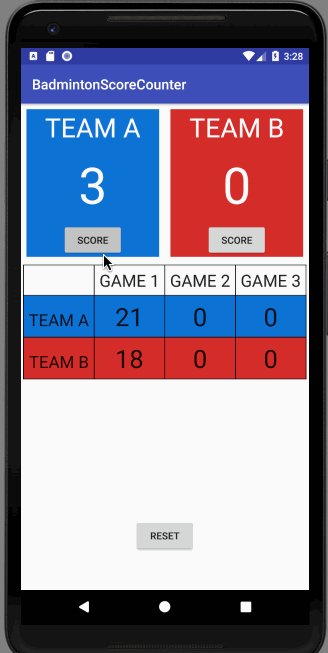 3:28
BadmintonScoreCounter
TEAM A TEAM B
3 0
SCORE SCORE
GAME 1 GAME 2 GAME 3
TEAM A 21 0 0
TEAM B 18 0 0
RESET